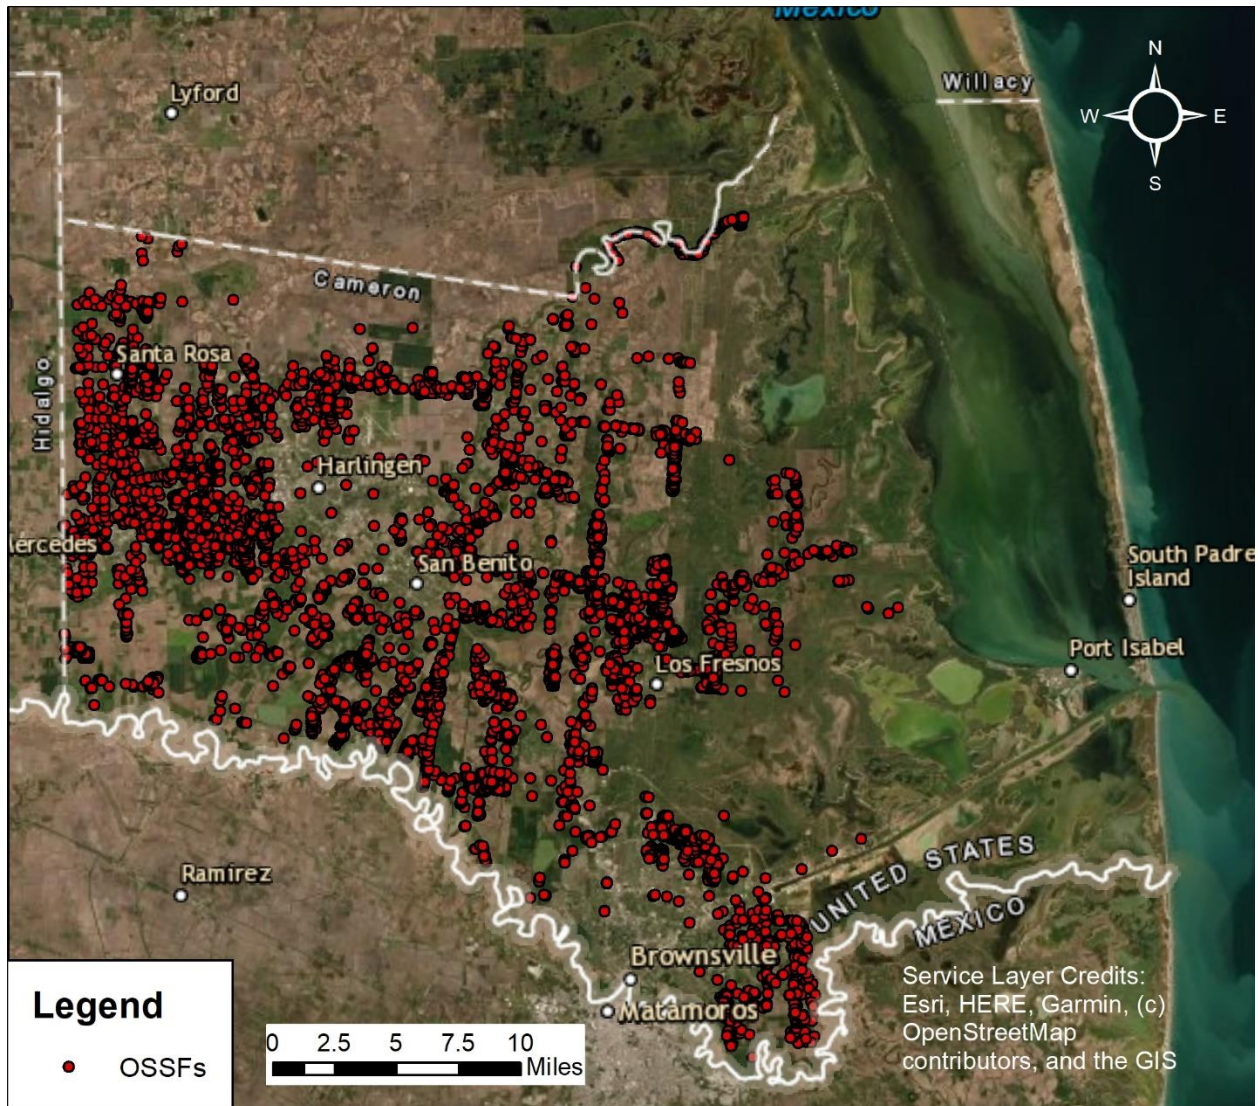 Mexico
N
W
E
S
Willacy
Lyford
Cameron
Hidalgo
Santa Rosa
Harlingen
Mercedes
San Benito
South Padre
Island
Port Isabel
Los Fresnos
UNITED STATES
MEXICO
Ramirez
Brownsville
Matamoros
Service Layer Credits:
Esri, HERE, Garmin, (c)
OpenStreetMap
contributors, and the GIS
Legend
OSSFs
0 2.5 5 7.5 10
Miles